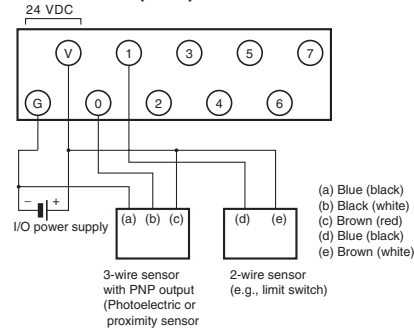 24 VDC
V 1 3 5 7
G 0 2 4 6
– +
I/O power supply
(a) (b) (c)
(d) (e)
(a) Blue (black)
(b) Black (white)
(c) Brown (red)
(d) Blue (black)
(e) Brown (white)
3-wire sensor
with PNP output
(Photoelectric or
proximity sensor
2-wire sensor
(e.g., limit switch)